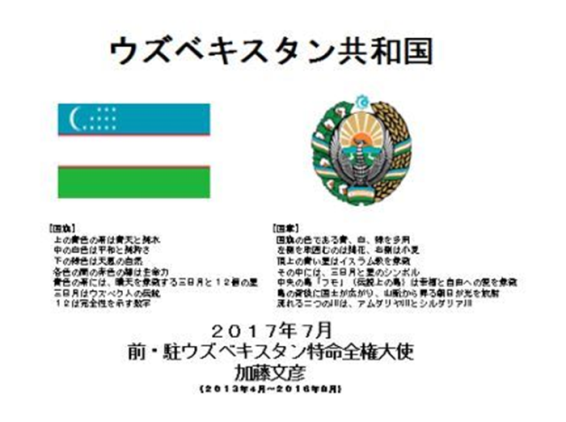 ウズベキスタン共和国
【国旗】
上の青色の帯は青天と純水
中の白色は平和と純粋さ
下の緑色は天恵の自然
各色の間の赤色の線は生命力
青色の帯には、晴天を象徴する三日月と12個の星
三日月はウズベク人の伝統
12は完全性を示す数字
【国章】
国旗の色である青、白、緑を多用
左側を取囲むのは綿花、右側は小麦
頂上の青い星はイスラム教を象徴
その中には、三日月と星のシンボル
中央の鳥「フモ」(伝説上の鳥)は幸福と自由への愛を象徴
鳥の背後に国土が広がり、山脈から昇る朝日が光を放射
流れる二つの川は、アムダリヤ川とシルダリア川
2017年7月
前・駐ウズベキスタン特命全権大使
加藤文彦
(2013年4月~2016年8月)